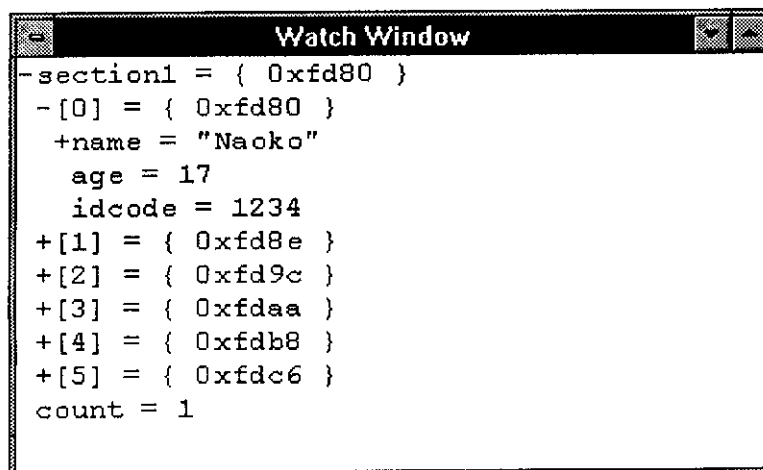 Watch Window
-section1 = { 0xfd80 }
-[0] = { 0xfd80 }
+name = "Naoko"
age = 17
idcode = 1234
+[1] = { 0xfd8e }
+[2] = { 0xfd9c }
+[3] = { 0xfdaa }
+[4] = { 0xfdb8 }
+[5] = { 0xfdc6 }
count = 1